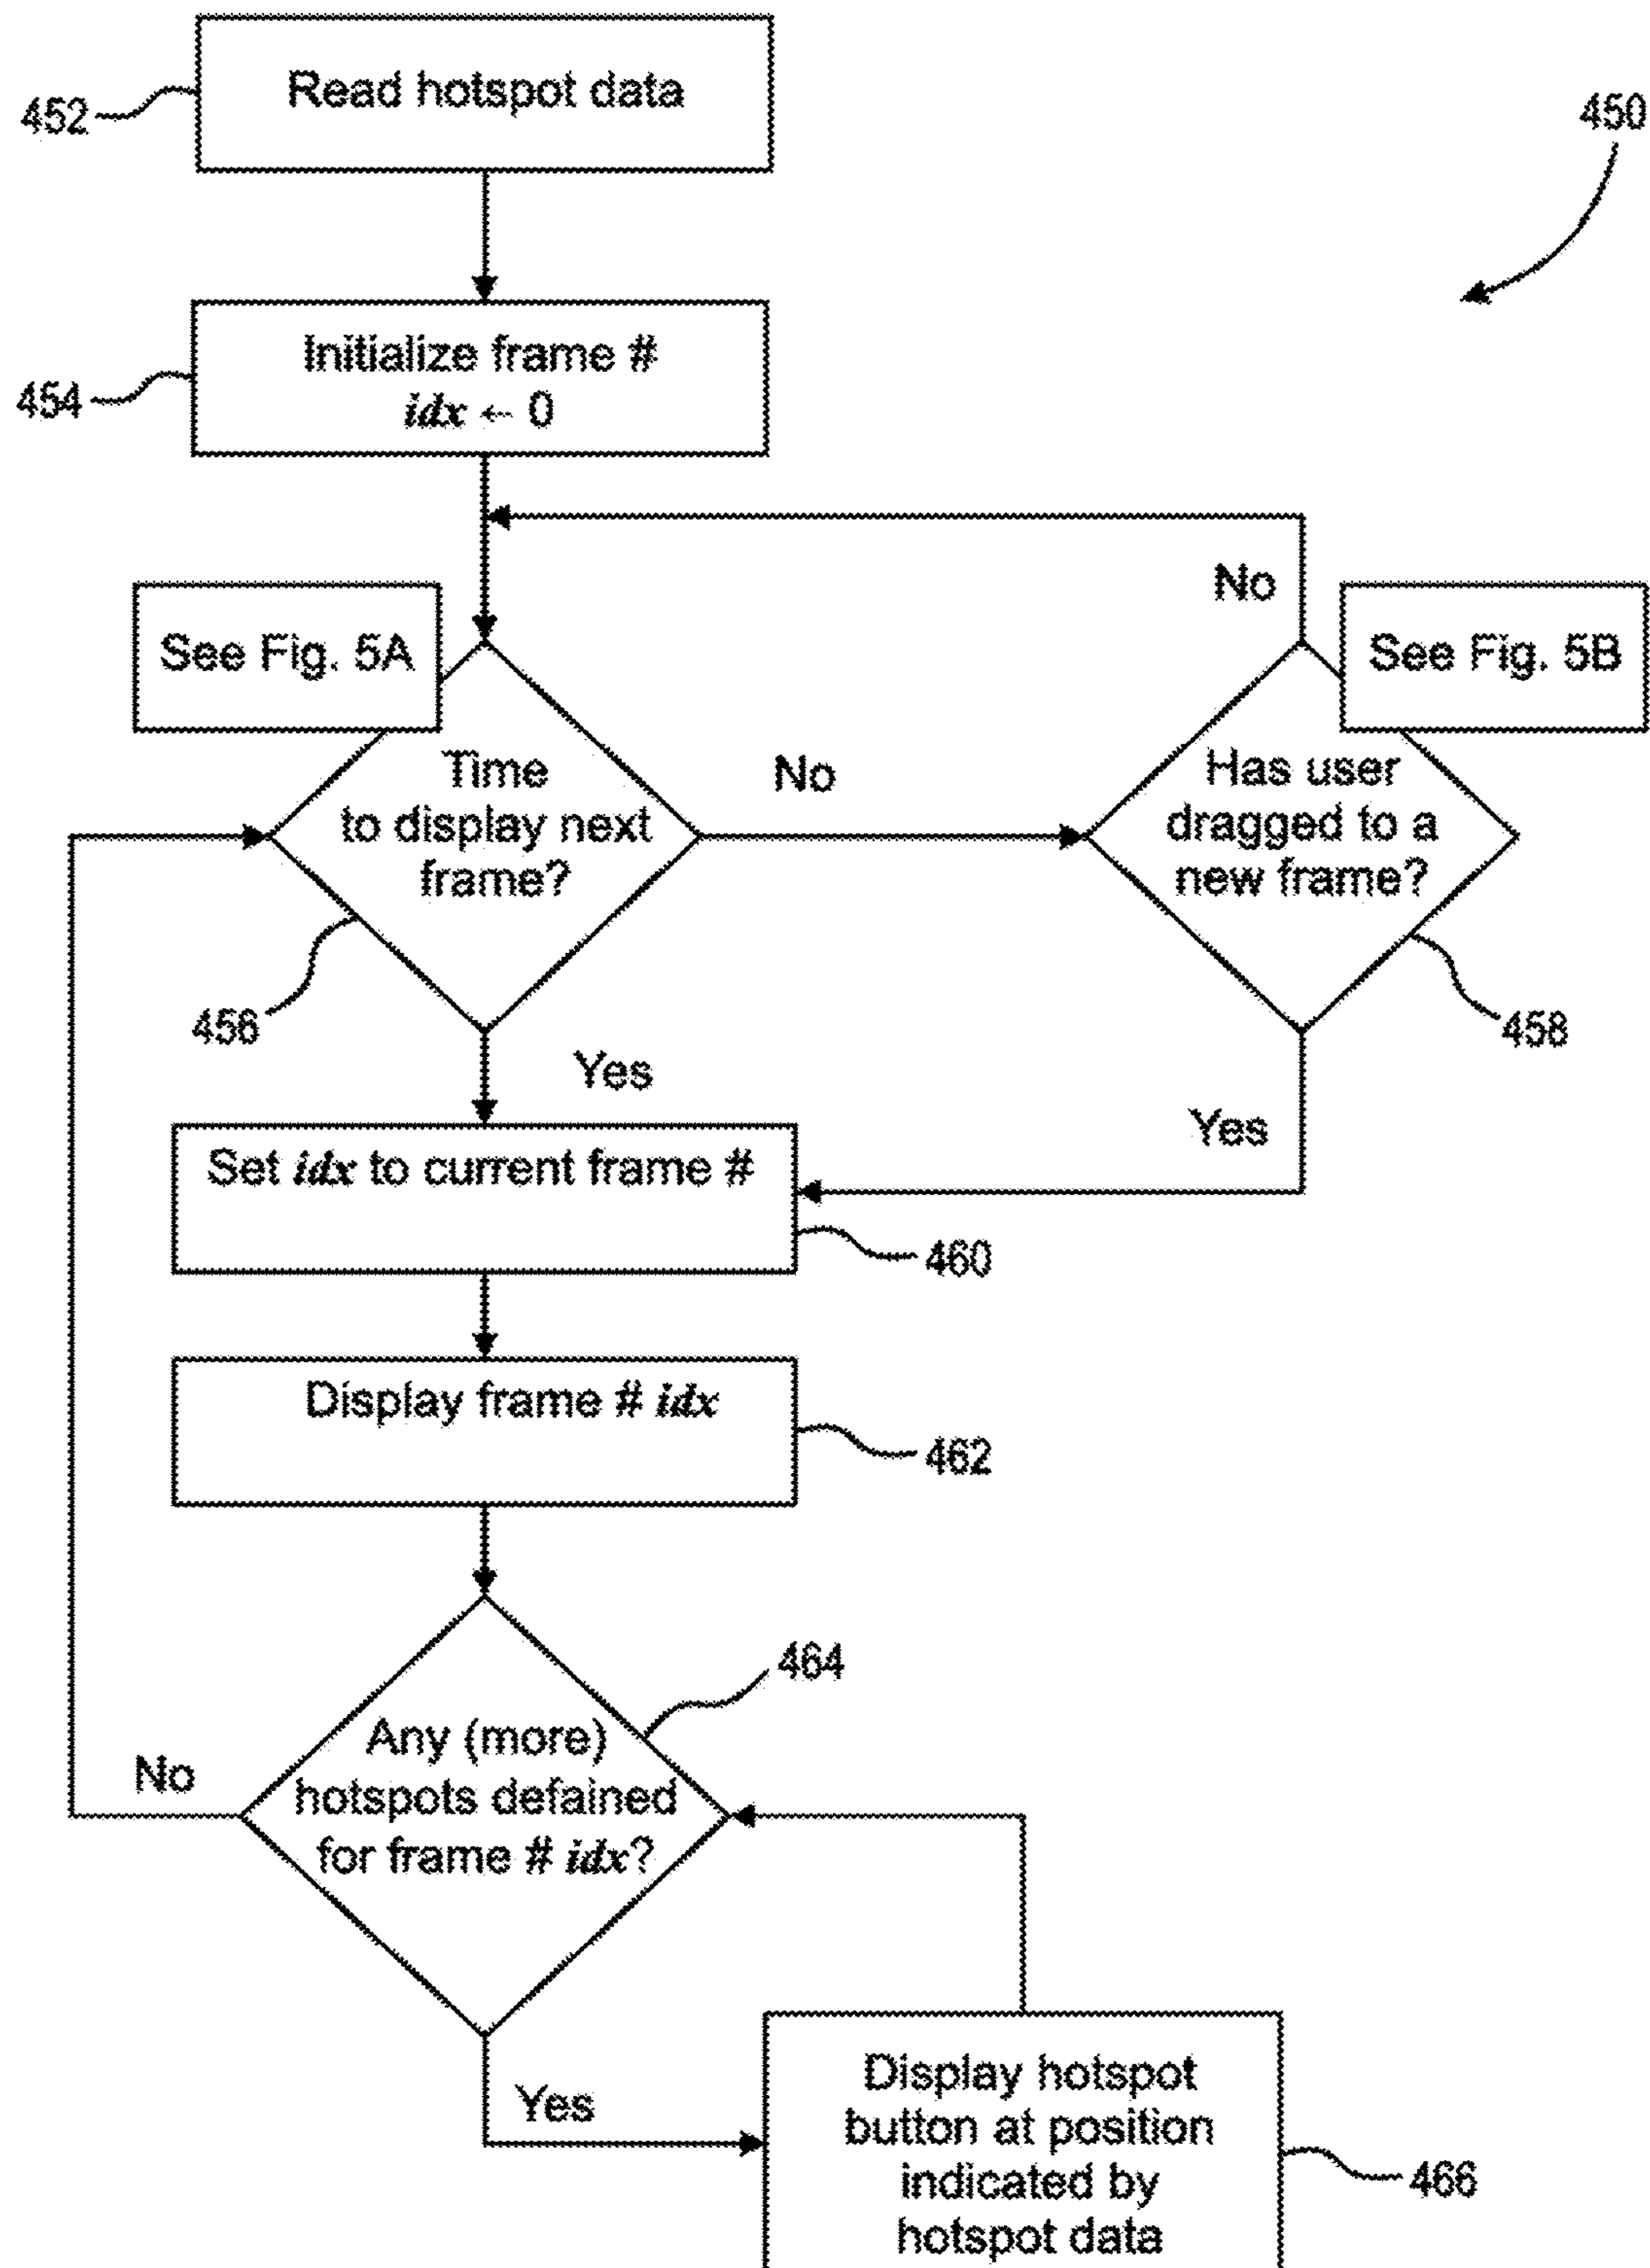 Read hotspot data
452
450
Initialize frame #
idx ← 0
454
No
See Fig. 5A
See Fig. 5B
Time
to display next
frame?
No
Has user
dragged to a
new frame?
456
458
Yes
Yes
Set idx to current frame #
460
Display frame # idx
462
464
Any (more)
hotspots defained
for frame # idx?
No
Yes
Display hotspot
button at position
indicated by
hotspot data
466